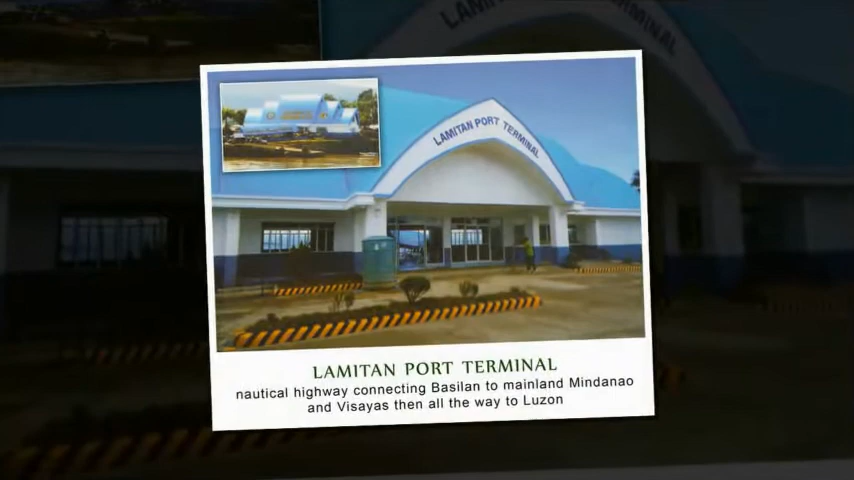 LAMITAN PORT TERMINAL
LAMITAN PORT TERMINAL
nautical highway connecting Basilan to mainland Mindanao
and Visayas then all the way to Luzon